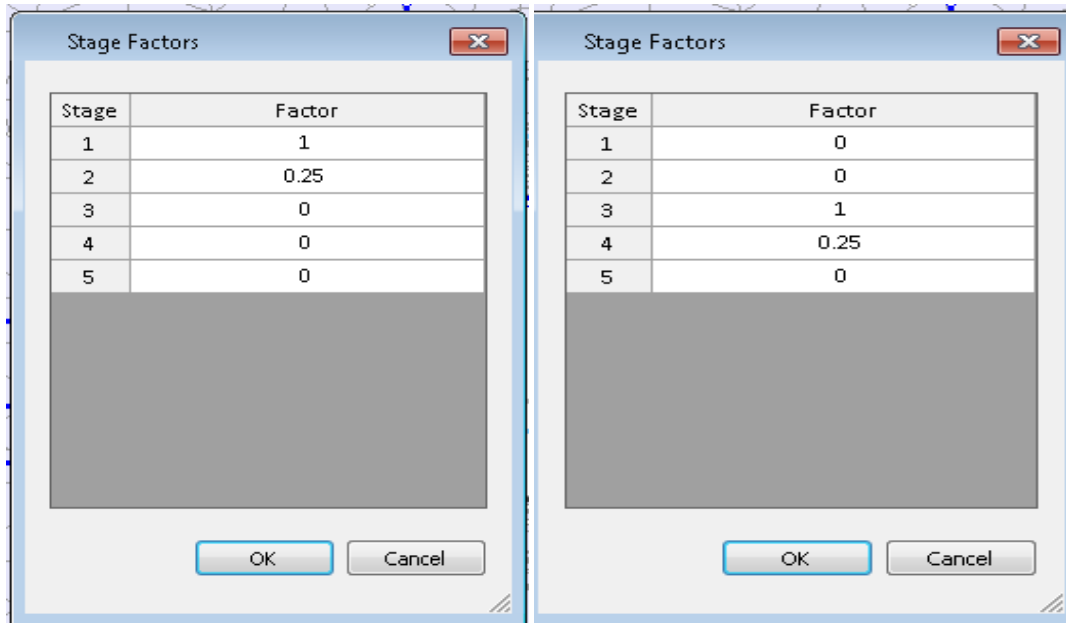 Stage Factors
Stage Factor
1 1
2 0.25
3 0
4 0
5 0
OK Cancel
Stage Factors
Stage Factor
1 0
2 0
3 1
4 0.25
5 0
OK Cancel